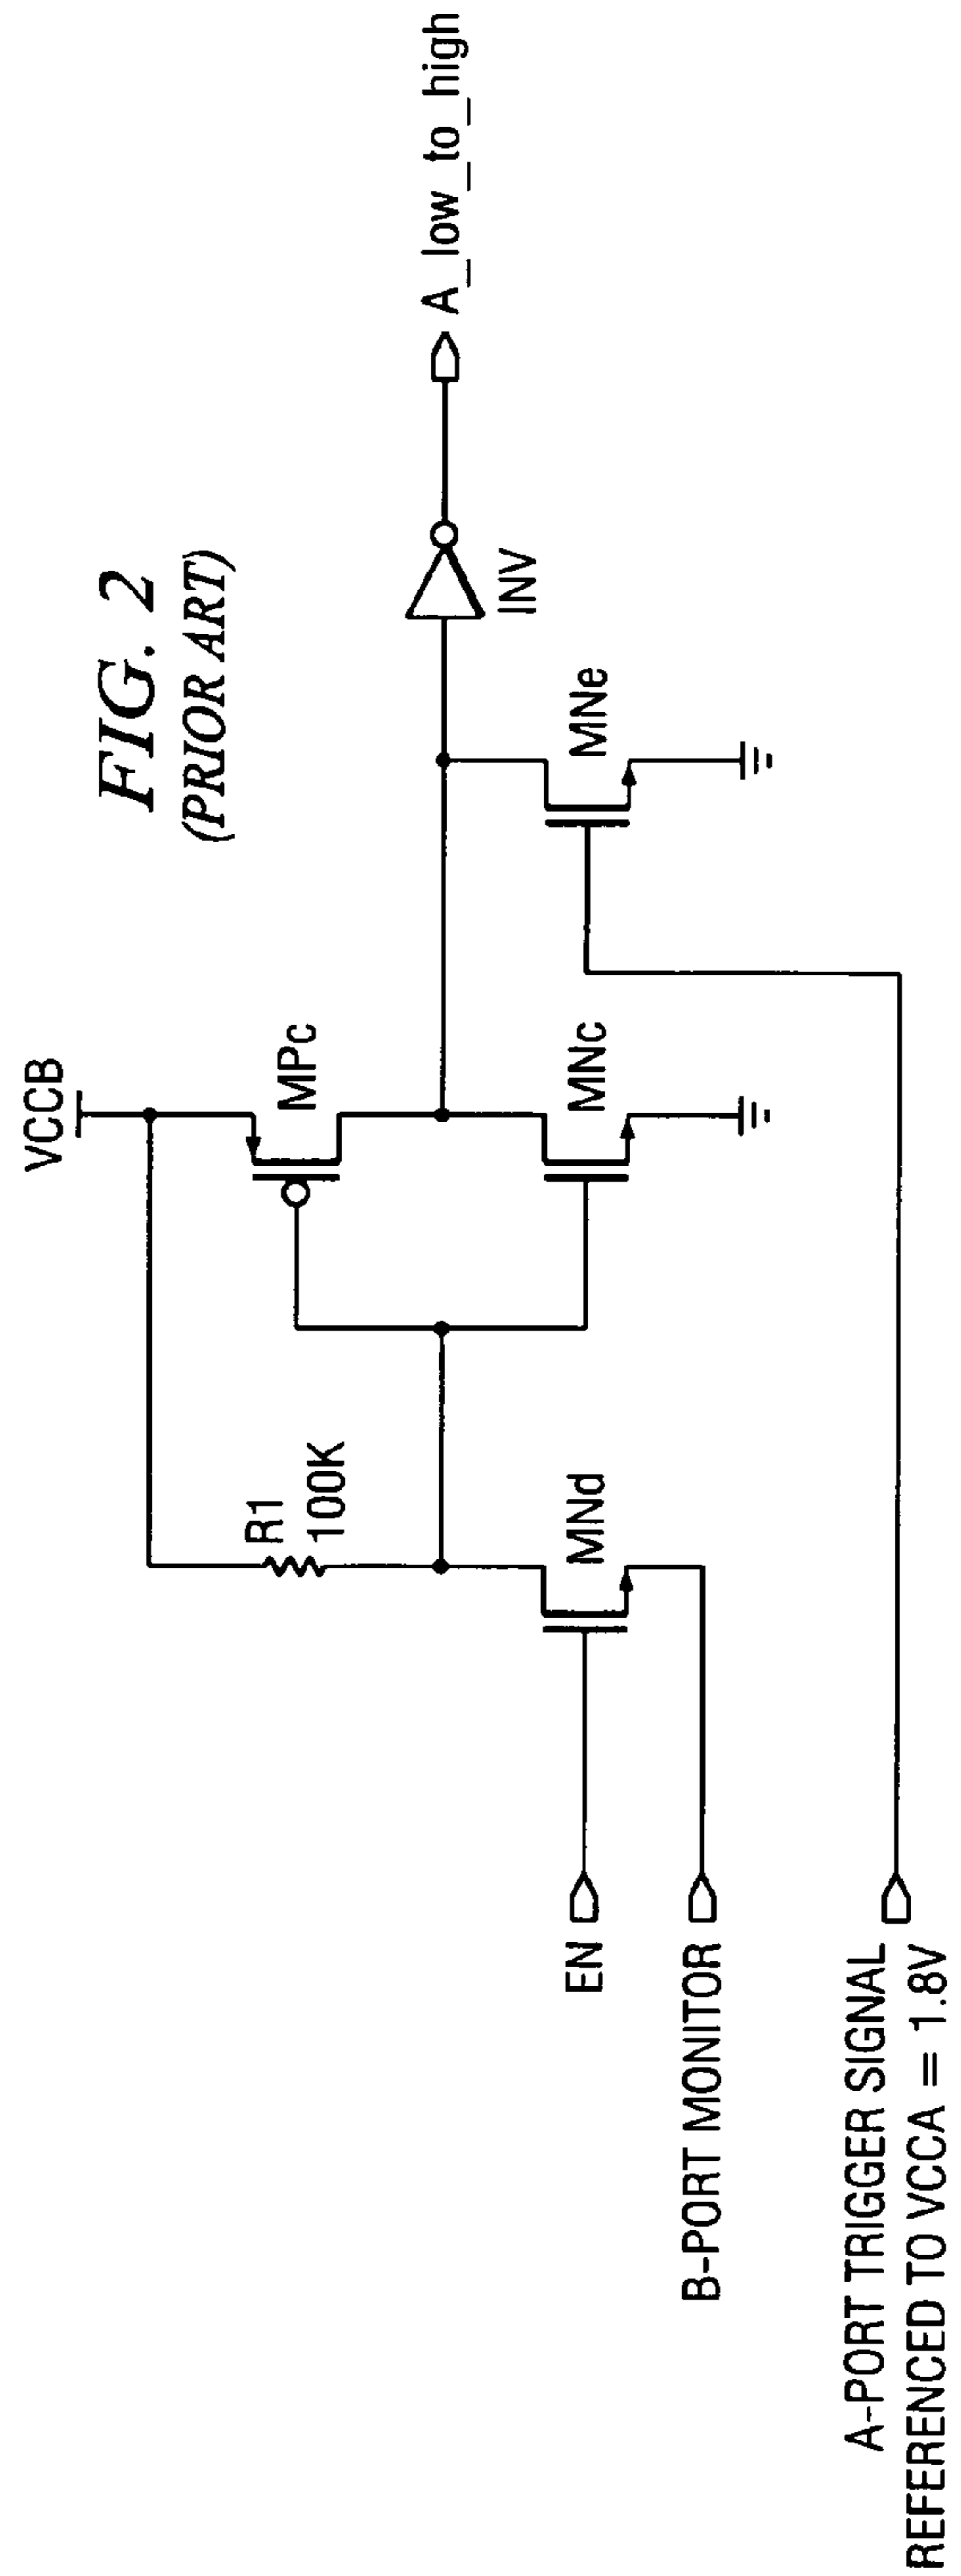 FIG. 2
(PRIOR ART)
VCCB
R1
100K
MPc
MNd
MNc
MNe
INV
A_low_to_high
EN
B-PORT MONITOR
A-PORT TRIGGER SIGNAL
REFERENCED TO VCCA = 1.8V